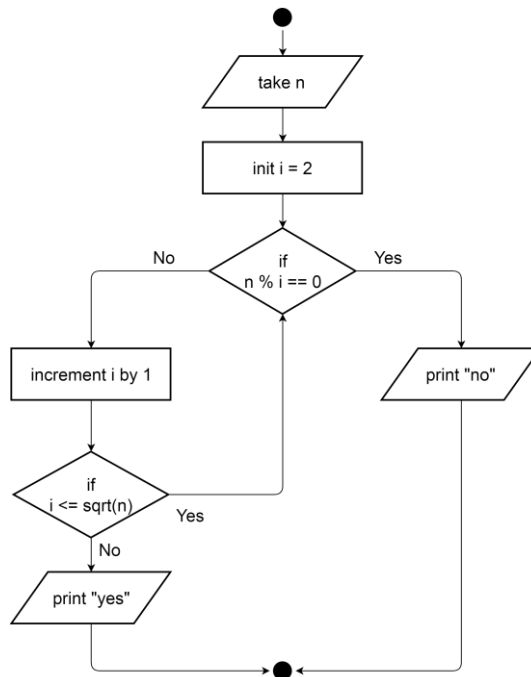 take n
init i = 2
if
n % i == 0
No
Yes
increment i by 1
print "no"
if
i <= sqrt(n)
Yes
No
print "yes"